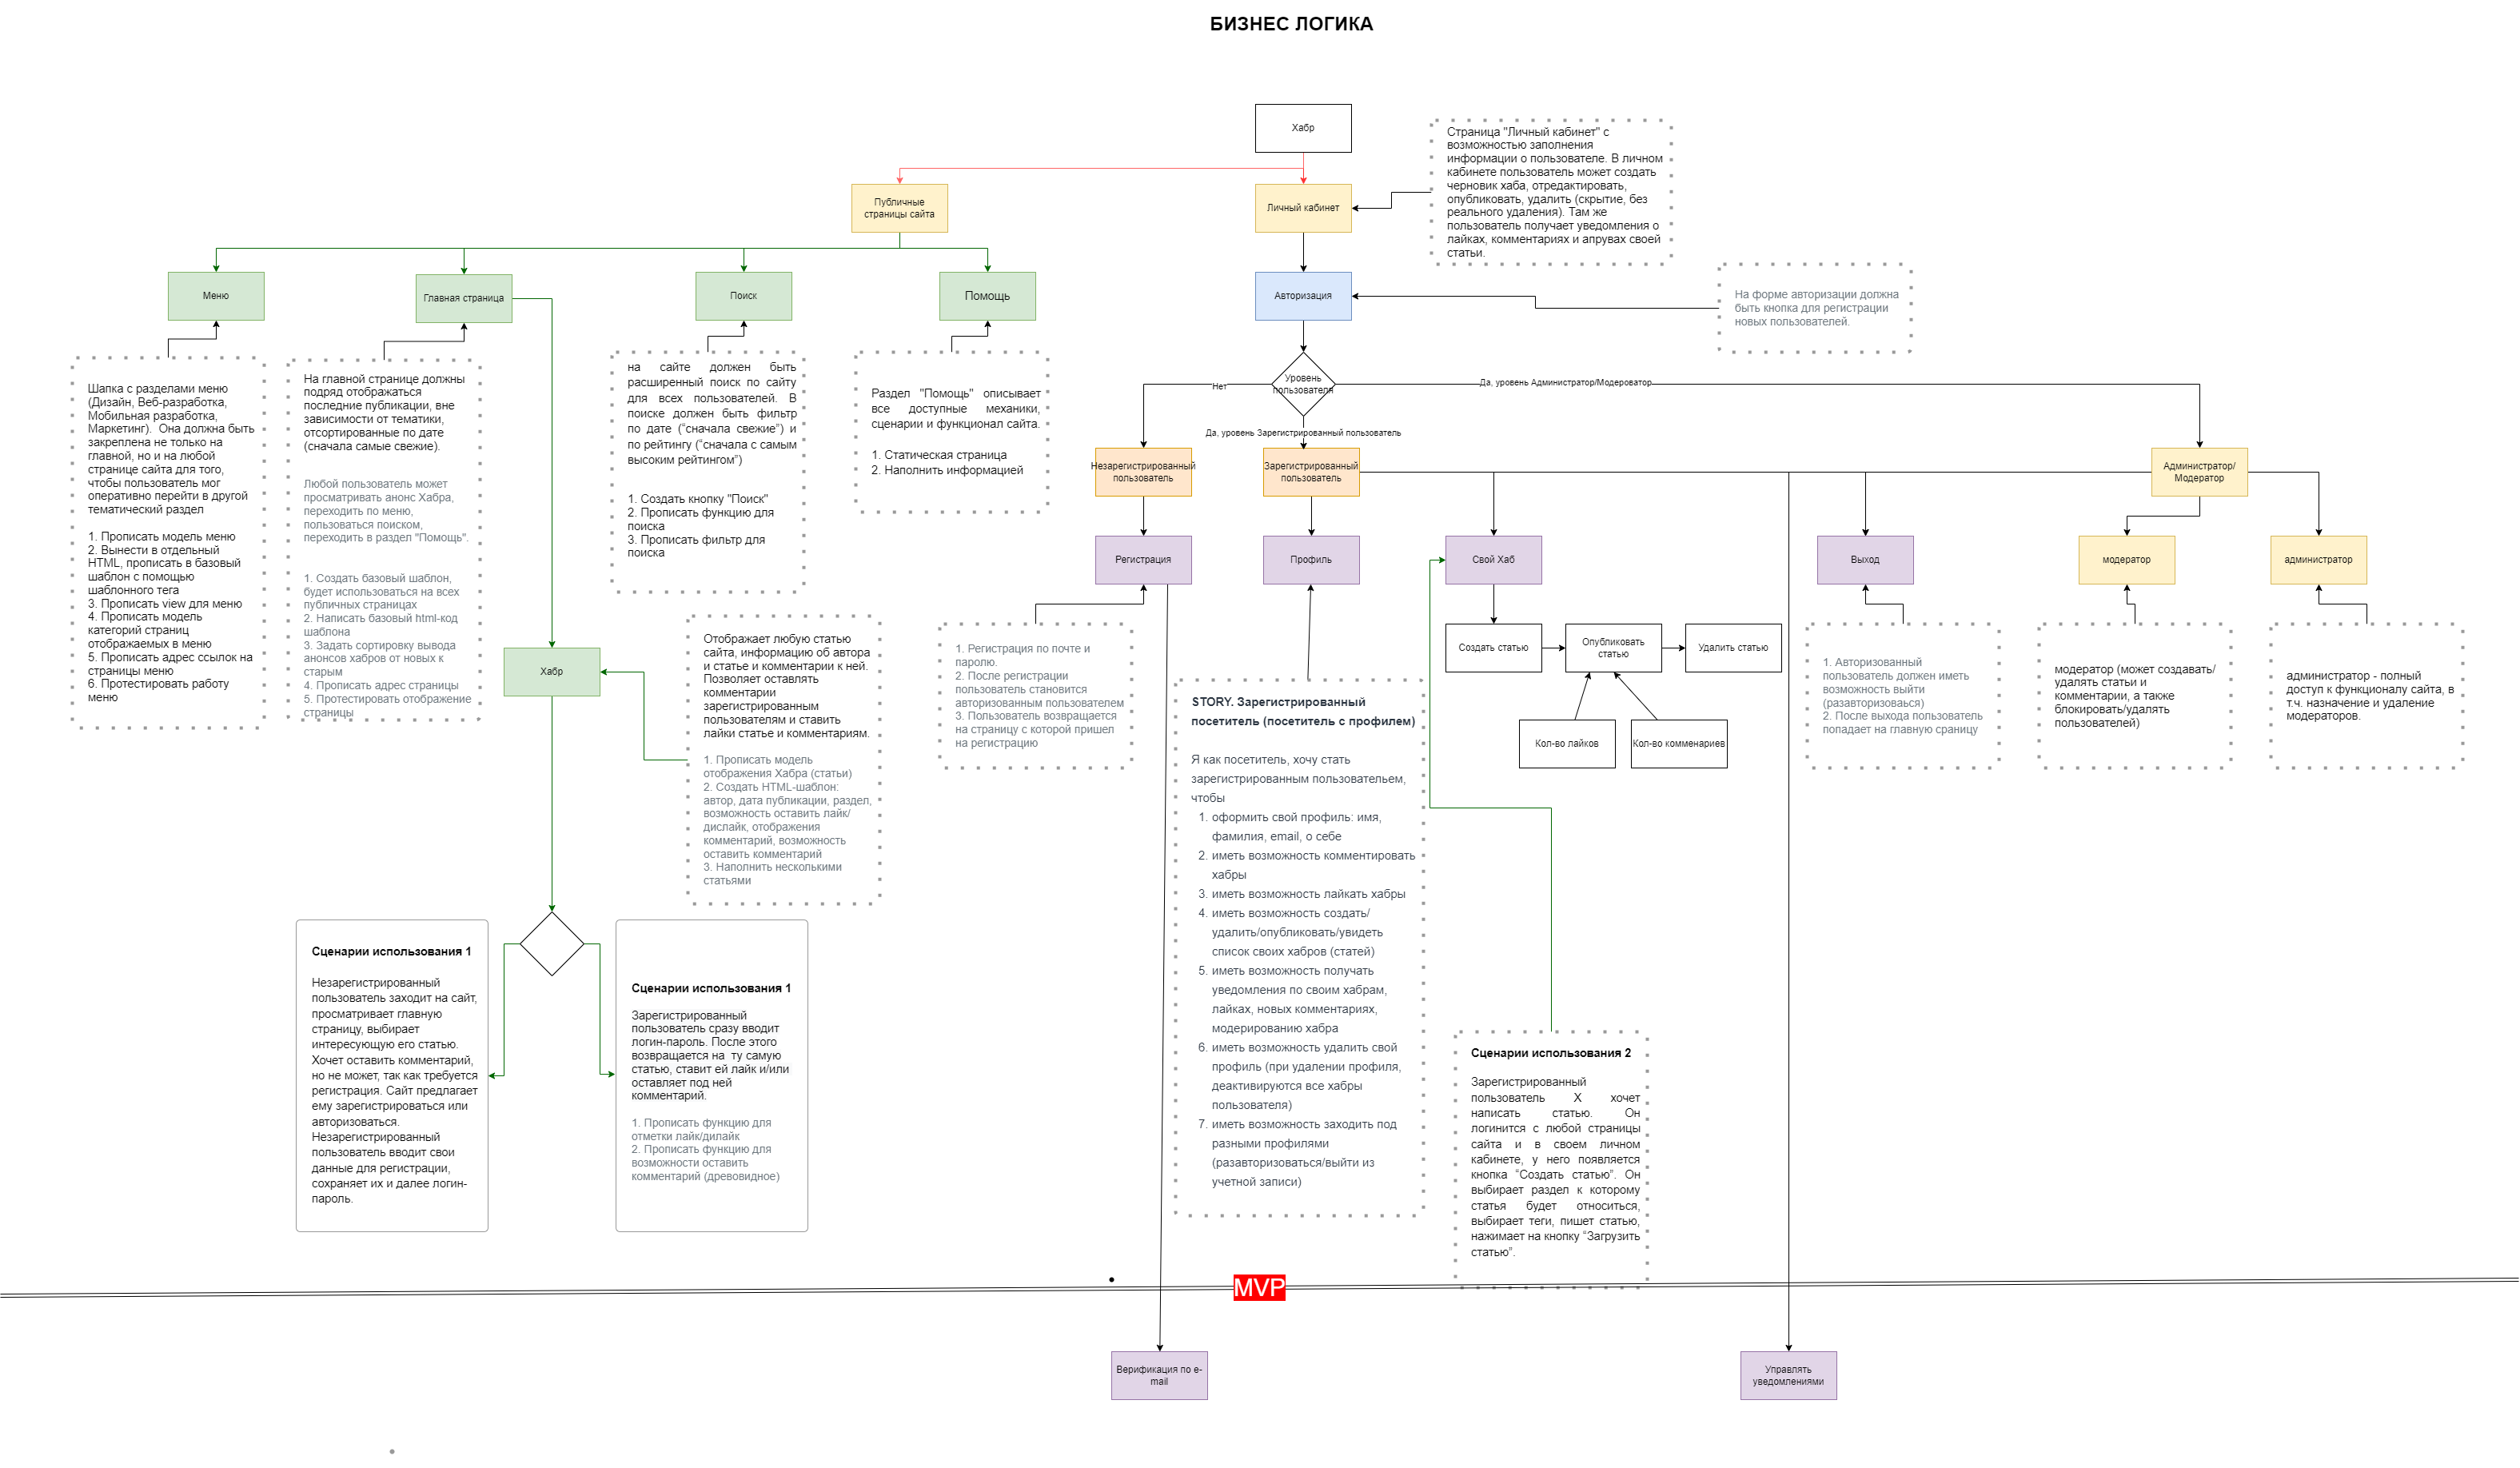 БИЗНЕС ЛОГИКА
Хабр
Страница "Личный кабинет" с
возможностью заполнения
информации о пользователе. В личном
кабинете пользователь может создать
черновик хаба, отредактировать,
опубликовать, удалить (скрытие, без
реального удаления). Там же
пользователь получает уведомления о
лайках, комментариях и апрувах своей
статьи.
Публичные
страницы сайта
Личный кабинет
Меню
Главная страница
Поиск
Помощь
Авторизация
На форме авторизации должна
быть кнопка для регистрации
новых пользователей.
Шапка с разделами меню
(Дизайн, Веб-разработка,
Мобильная разработка,
Маркетинг).  Она должна быть
закреплена не только на
главной, но и на любой
странице сайта для того,
чтобы пользователь мог
оперативно перейти в другой
тематический раздел
1. Прописать модель меню
2. Вынести в отдельный
HTML, прописать в базовый
шаблон с помощью
шаблонного тега
3. Прописать view для меню
4. Прописать модель
категорий страниц
отображаемых в меню
5. Прописать адрес ссылок на
страницы меню
6. Протестировать работу
меню
На главной странице должны
подряд отображаться
последние публикации, вне
зависимости от тематики,
отсортированные по дате
(сначала самые свежие).
Любой пользователь может
просматривать анонс Хабра,
переходить по меню,
пользоваться поиском,
переходить в раздел "Помощь".
1. Создать базовый шаблон,
будет использоваться на всех
публичных страницах
2. Написать базовый html-код
шаблона
3. Задать сортировку вывода
анонсов хабров от новых к
старым
4. Прописать адрес страницы
5. Протестировать отображение
страницы
на сайте должен быть
расширенный поиск по сайту
для всех пользователей. В
поиске должен быть фильтр
по дате (“сначала свежие”) и
по рейтингу (“сначала с самым
высоким рейтингом”)
1. Создать кнопку "Поиск"
2. Прописать функцию для
поиска
3. Прописать фильтр для
поиска
Раздел "Помощь" описывает
все доступные механики,
сценарии и функционал сайта.
1. Статическая страница
2. Наполнить информацией
Уровень
пользователя
Нет
Да, уровень Администратор/Модероватор
Да, уровень Зарегистрированный пользователь
Незарегистрированный
пользователь
Зарегистрированный
пользователь
Администратор/
Модератор
Регистрация
Профиль
Свой Хаб
Выход
модератор
администратор
Создать статью
Опубликовать
статью
Удалить статью
Кол-во лайков
Кол-во комменариев
1. Регистрация по почте и
паролю.
2. После регистрации
пользователь становится
авторизованным пользователем
3. Пользователь возвращается
на страницу с которой пришел
на регистрацию
1. Авторизованный
пользователь должен иметь
возможность выйти
(разавторизоваься)
2. После выхода пользователь
попадает на главную сраницу
модератор (может создавать/
удалять статьи и
комментарии, а также
блокировать/удалять
пользователей)
администратор - полный
доступ к функционалу сайта, в
т.ч. назначение и удаление
модераторов.
Хабр
Отображает любую статью
сайта, информацию об автора
и статье и комментарии к ней.
Позволяет оставлять
комментарии
зарегистрированным
пользователям и ставить
лайки статье и комментариям.
1. Прописать модель
отображения Хабра (статьи)
2. Создать HTML-шаблон:
автор, дата публикации, раздел,
возможность оставить лайк/
дислайк, отображения
комментарий, возможность
оставить комментарий
3. Наполнить несколькими
статьями
STORY. Зарегистрированный
посетитель (посетитель с профилем)
Я как посетитель, хочу стать
зарегистрированным пользователььем,
чтобы
1. оформить свой профиль: имя,
фамилия, email, о себе
2. иметь возможность комментировать
хабры
3. иметь возможность лайкать хабры
4. иметь возможность создать/
удалить/опубликовать/увидеть
список своих хабров (статей)
5. иметь возможность получать
уведомления по своим хабрам,
лайках, новых комментариях,
модерированию хабра
6. иметь возможность удалить свой
профиль (при удалении профиля,
деактивируются все хабры
пользователя)
7. иметь возможность заходить под
разными профилями
(разавторизоваться/выйти из
учетной записи)
Сценарии использования 1
Незарегистрированный
пользователь заходит на сайт,
просматривает главную
страницу, выбирает
интересующую его статью.
Хочет оставить комментарий,
но не может, так как требуется
регистрация. Сайт предлагает
ему зарегистрироваться или
авторизоваться.
Незарегистрированный
пользователь вводит свои
данные для регистрации,
сохраняет их и далее логин-
пароль.
Сценарии использования 1
Зарегистрированный
пользователь сразу вводит
логин-пароль. После этого
возвращается на  ту самую
статью, ставит ей лайк и/или
оставляет под ней
комментарий.
1. Прописать функцию для
отметки лайк/дилайк
2. Прописать функцию для
возможности оставить
комментарий (древовидное)
Сценарии использования 2
Зарегистрированный
пользователь X хочет
написать статью. Он
логинится с любой страницы
сайта и в своем личном
кабинете, у него появляется
кнопка “Создать статью”. Он
выбирает раздел к которому
статья будет относиться,
выбирает теги, пишет статью,
нажимает на кнопку “Загрузить
статью”.
MVP
Верификация по e-
mail
Управлять
уведомлениями